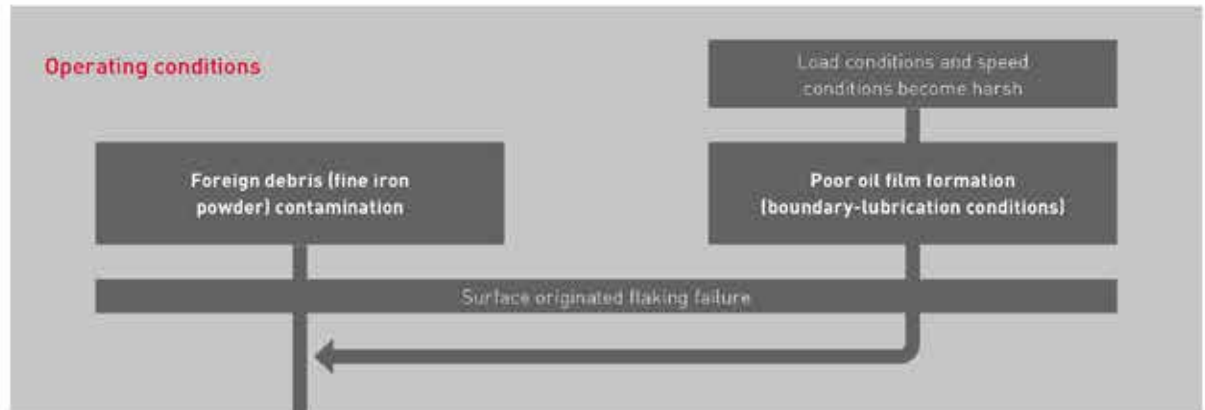 Operating conditions
Load conditions and speed
conditions become harsh
Foreign debris (fine iron
powder) contamination
Poor oil film formation
(boundary-lubrication conditions)
Surface originated flaking failure